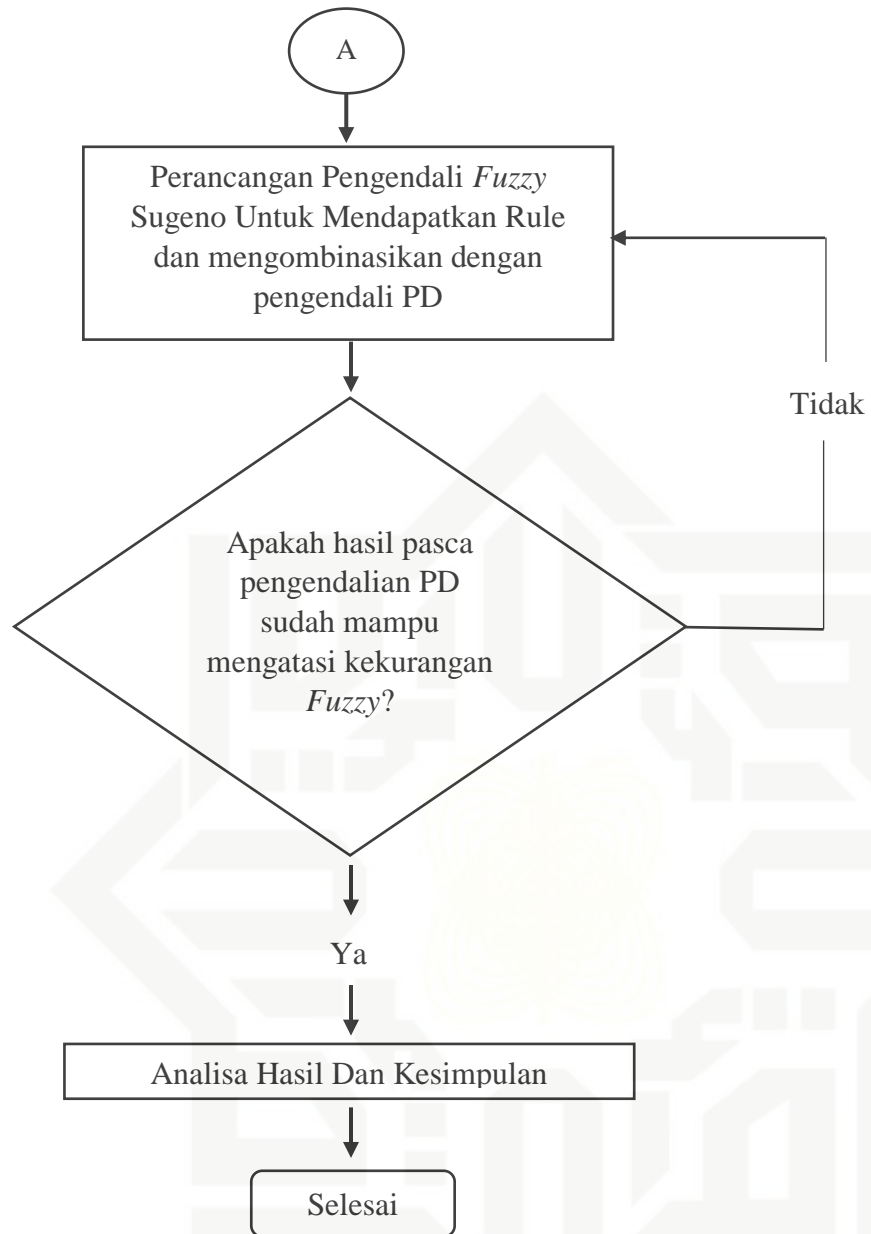 A
Perancangan Pengendali Fuzzy
Sugeno Untuk Mendapatkan Rule
dan mengombinasikan dengan
pengendali PD
Tidak
Apakah hasil pasca
pengendalian PD
sudah mampu
mengatasi kekurangan
Fuzzy?
Ya
Analisa Hasil Dan Kesimpulan
Selesai